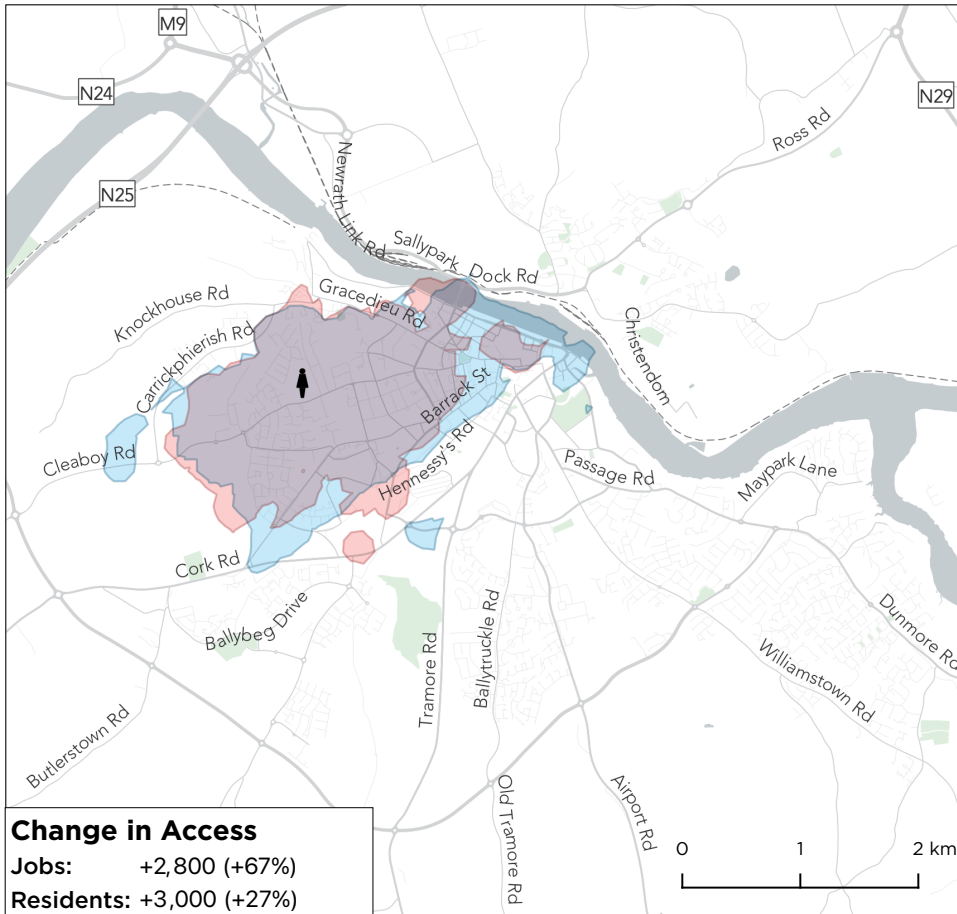 M9
N24
N29
Ross Rd
N25
Newrath Link Rd
Sallypark
Dock Rd
Gracedieu Rd
Knockhouse Rd
Christendom
Carrickphierish Rd
Barrack St
Cleaboy Rd
Hennessy's Rd
Passage Rd
Maypark Lane
Cork Rd
Ballybeg Drive
Dunmore Rd
Williamstown Rd
Ballytruckle Rd
Tramore Rd
Butlerstown Rd
Old Tramore Rd
Airport Rd
Change in Access
Jobs: +2,800 (+67%)
Residents: +3,000 (+27%)
0 1 2 km